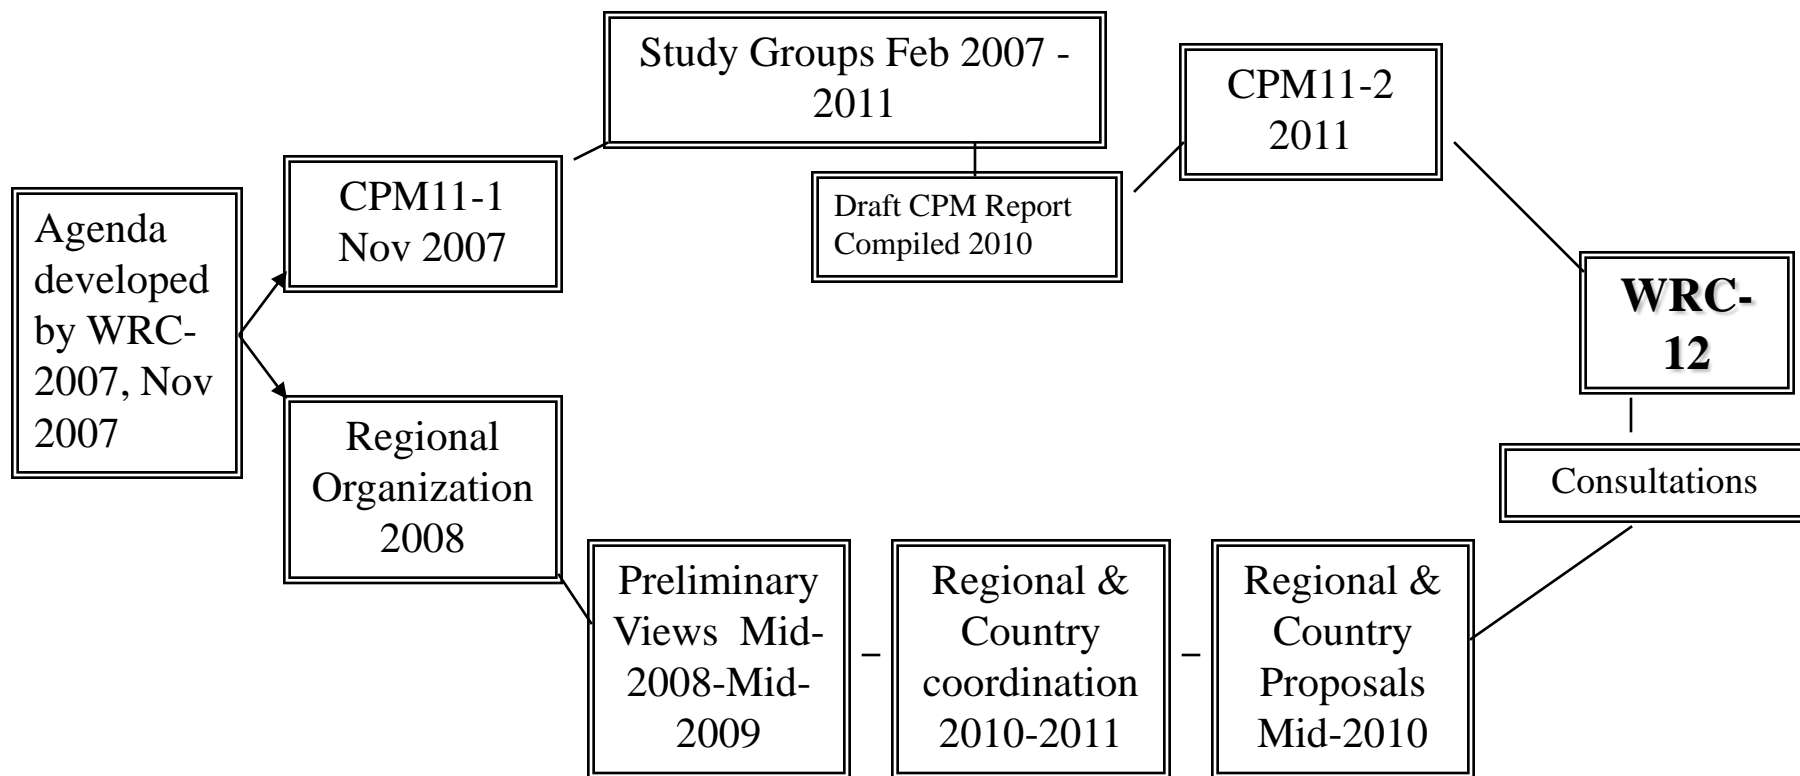 Study Groups Feb 2007 -
2011
CPM11-2
2011
CPM11-1
Nov 2007
Draft CPM Report
Compiled 2010
Agenda
developed
by WRC-
2007, Nov
2007
WRC-
12
Regional
Organization
2008
Consultations
Preliminary
Views Mid-
2008-Mid-
2009
Regional &
Country
coordination
2010-2011
Regional &
Country
Proposals
Mid-2010